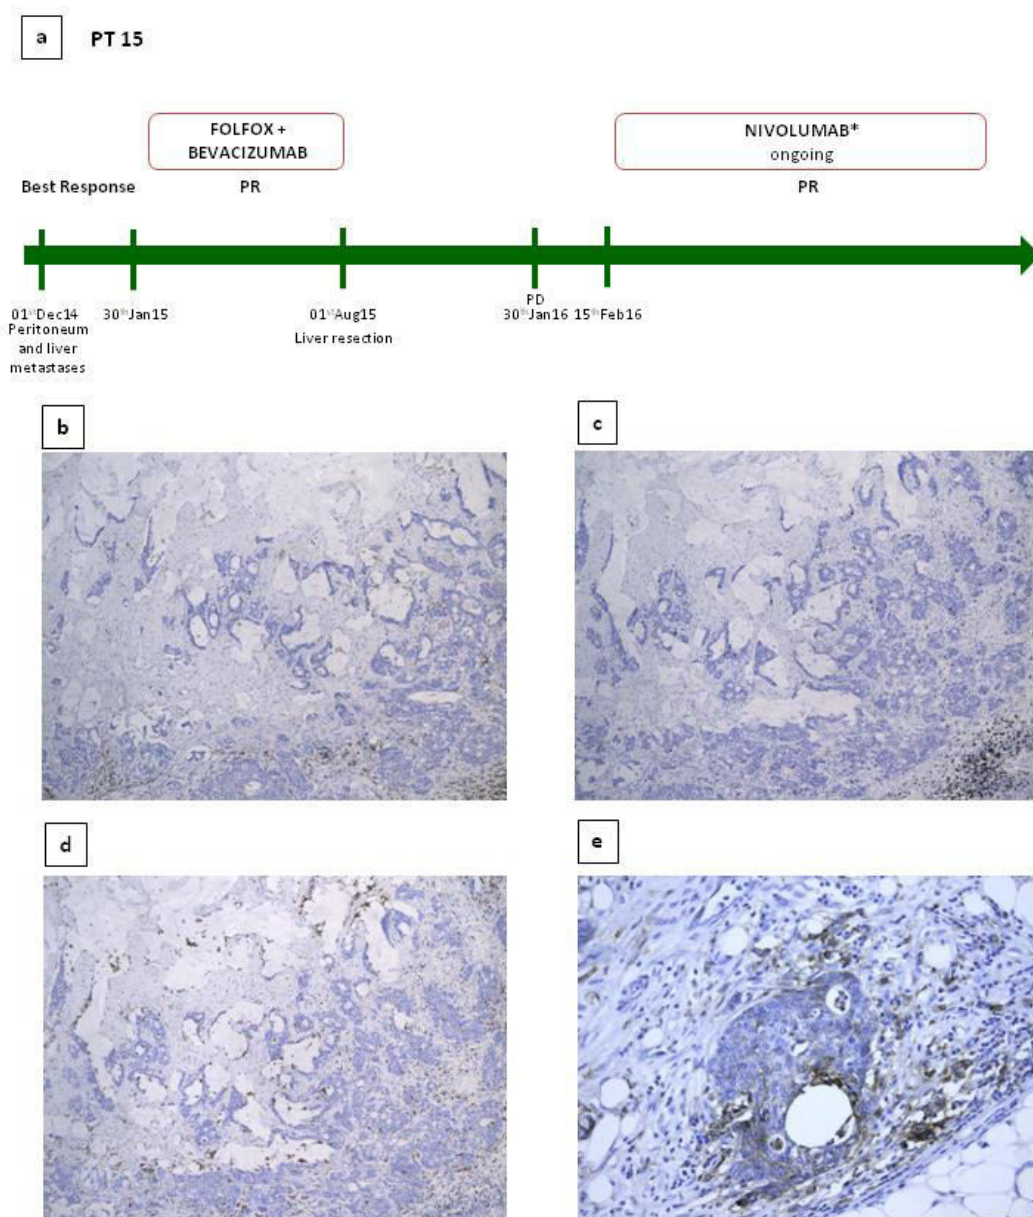 a PT 15
FOLFOX +
BEVACIZUMAB
NIVOLUMAB*
ongoing
Best Response PR PR
PD
01stDec14 30thJan15 01stAug15 30thJan16 15thFeb16
Peritoneum
and liver
metastases
Liver resection
b
c
d
e